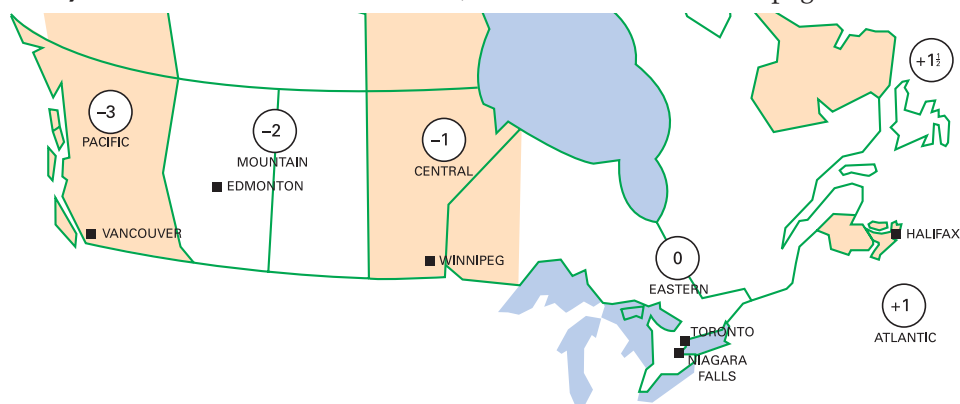 +1½
−3
PACIFIC
−2
MOUNTAIN
−1
CENTRAL
EDMONTON
VANCOUVER
HALIFAX
WINNIPEG
0
EASTERN
+1
ATLANTIC
TORONTO
NIAGARA
FALLS